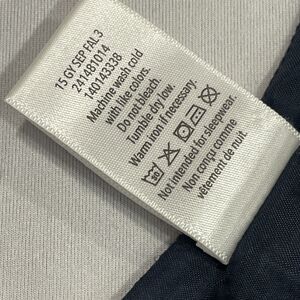 15 GY SEP FAL 3
241481014
140143338
Machine wash cold
with like colors.
Do not bleach.
Tumble dry low.
Warm iron if necessary.
Not intended for sleepwear.
Non conçu comme
vêtement de nuit.